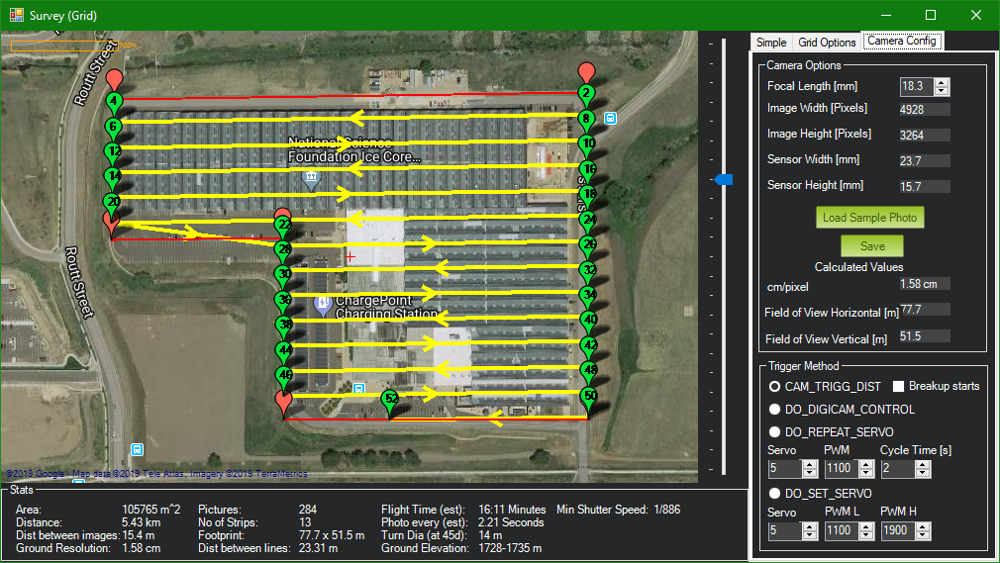 Survey (Grid)
Simple
Grid Options
Camera Config
100m
Routt Street
Routt Street
4
2
6
8
12
10
14
16
20
18
22
24
28
26
30
32
36
34
38
40
44
42
46
48
52
50
National Science
Foundation Ice Core...
ChargePoint
Charging Station
©2019 Google - Map data ©2019 Tele Atlas, Imagery ©2019 TerraMetrics
Camera Options
Focal Length [mm] 18.3
Image Width [Pixels] 4928
Image Height [Pixels] 3264
Sensor Width [mm] 23.7
Sensor Height [mm] 15.7
Load Sample Photo
Save
Calculated Values
cm/pixel 1.58 cm
Field of View Horizontal [m] 77.7
Field of View Vertical [m] 51.5
Trigger Method
CAM_TRIGG_DIST Breakup starts
DO_DIGICAM_CONTROL
DO_REPEAT_SERVO
Servo PWM Cycle Time [s]
5 1100 2
DO_SET_SERVO
Servo PWM L PWM H
5 1100 1900
Stats
Area: 105765 m^2 Pictures: 284 Flight Time (est): 16:11 Minutes Min Shutter Speed: 1/886
Distance: 5.43 km No of Strips: 13 Photo every (est): 2.21 Seconds
Dist between images: 15.4 m Footprint: 77.7 x 51.5 m Turn Dia (at 45d): 14 m
Ground Resolution: 1.58 cm Dist between lines: 23.31 m Ground Elevation: 1728-1735 m